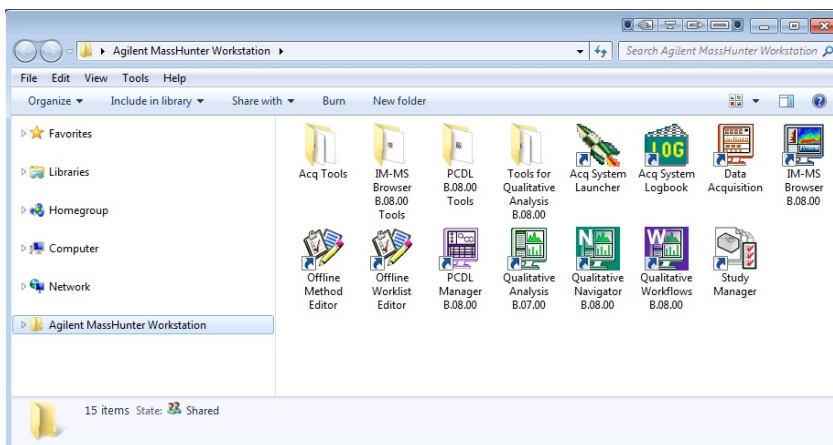 Agilent MassHunter Workstation
Search Agilent MassHunter Workstation
File Edit View Tools Help
Organize Include in library Share with Burn New folder
Favorites
Libraries
Homegroup
Computer
Network
Agilent MassHunter Workstation
Acq Tools
IM-MS
Browser
B.08.00
Tools
PCDL
B.08.00
Tools
Tools for
Qualitative
Analysis
B.08.00
Acq System
Launcher
LOG
Acq System
Logbook
Data
Acquisition
IM-MS
Browser
B.08.00
Offline
Method
Editor
Offline
Worklist
Editor
PCDL
Manager
B.08.00
Qualitative
Analysis
B.07.00
N
Qualitative
Navigator
B.08.00
W
Qualitative
Workflows
B.08.00
Study
Manager
15 items State: Shared